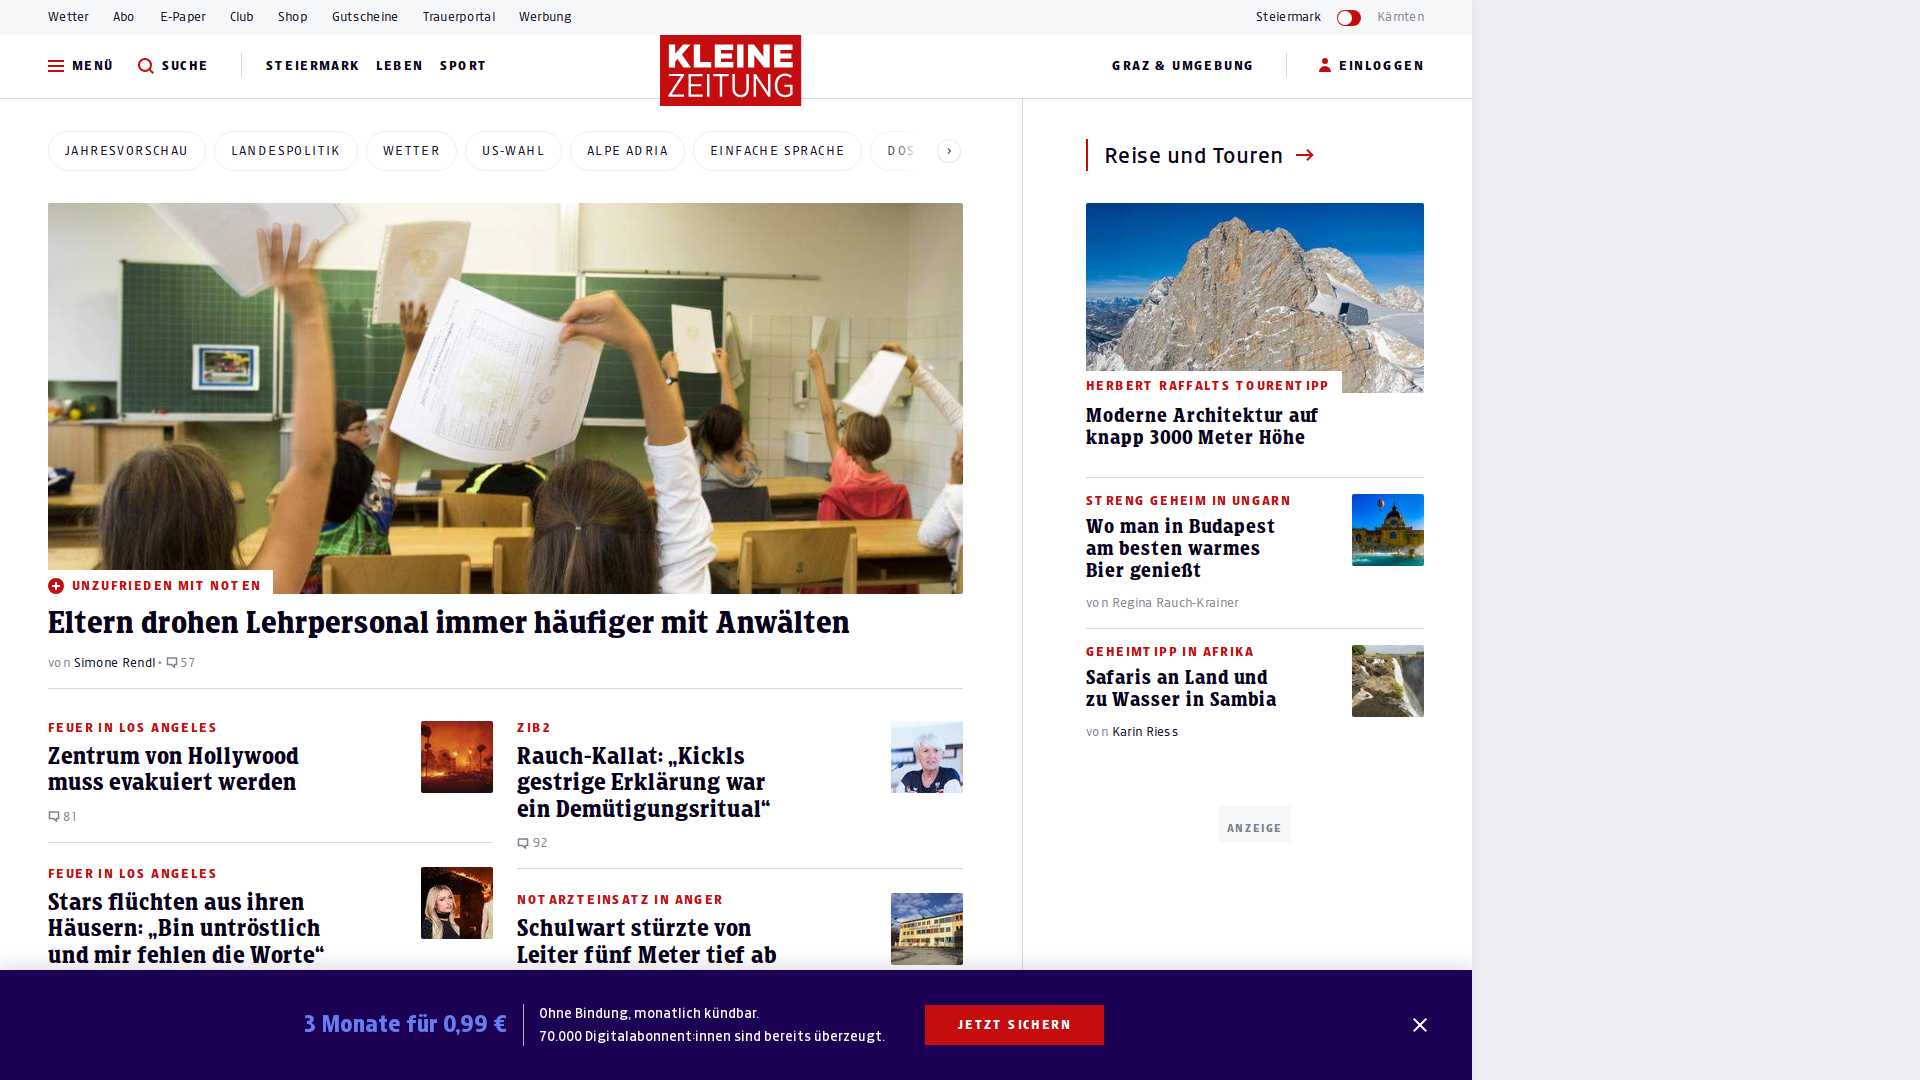 Wetter Abo E-Paper Club Shop Gutscheine Trauerportal Werbung Steiermark Kärnten
MENÜ SUCHE STEIERMARK LEBEN SPORT
KLEINE
ZEITUNG
GRAZ & UMGEBUNG EINLOGGEN
JAHRESVORSCHAU LANDESPOLITIK WETTER US-WAHL ALPE ADRIA EINFACHE SPRACHE
UNZUFRIEDEN MIT NOTEN
Eltern drohen Lehrpersonal immer häufiger mit Anwälten
von Simone Rendl • 57
FEUER IN LOS ANGELES
Zentrum von Hollywood
muss evakuiert werden
81
FEUER IN LOS ANGELES
Stars flüchten aus ihren
Häusern: „Bin untröstlich
und mir fehlen die Worte“
ZIB2
Rauch-Kallat: „Kickls
gestrige Erklärung war
ein Demütigungsritual“
92
NOTARZTEINSATZ IN ANGER
Schulwart stürzte von
Leiter fünf Meter tief ab
Reise und Touren
HERBERT RAFFALTS TOURENTIPP
Moderne Architektur auf
knapp 3000 Meter Höhe
STRENG GEHEIM IN UNGARN
Wo man in Budapest
am besten warmes
Bier genießt
von Regina Rauch-Krainer
GEHEIMTIPP IN AFRIKA
Safaris an Land und
zu Wasser in Sambia
von Karin Riess
ANZEIGE
3 Monate für 0,99 €
Ohne Bindung, monatlich kündbar.
70.000 Digitalabonnent:innen sind bereits überzeugt.
JETZT SICHERN